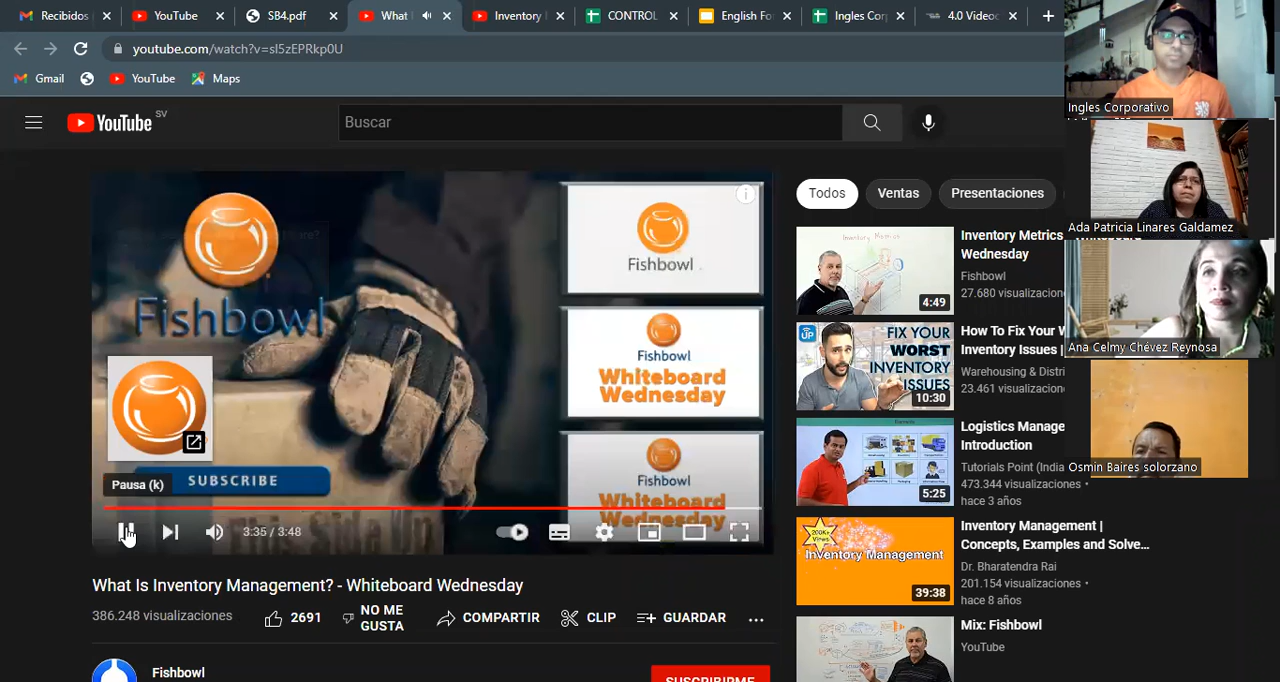 Recibidos
YouTube
SB4.pdf
What
Inventory
CONTROL
English Fo
Ingles Cor
4.0 Videoc
youtube.com/watch?v=sI5zEPRkp0U
Gmail
YouTube
Maps
YouTube SV
Buscar
Todos
Ventas
Presentaciones
Fishbowl
SUBSCRIBE
Pausa (k)
3:35 / 3:48
Fishbowl
Fishbowl
Whiteboard
Wednesday
Fishbowl
Whiteboard
Wednesday
What Is Inventory Management? - Whiteboard Wednesday
386.248 visualizaciones
2691
NO ME GUSTA
COMPARTIR
CLIP
GUARDAR
Fishbowl
SUSCRIBIRME
Inventory Metrics
Wednesday
Fishbowl
27.680 visualizacion
Inventory Metrics
4:49
How To Fix Your W
Inventory Issues |
Warehousing & Distri
23.461 visualizacion
UP
FIX YOUR
WORST
INVENTORY
ISSUES
10:30
Logistics Manage
Introduction
Tutorials Point (India
473.344 visualizaciones •
hace 3 años
5:25
Inventory Management |
Concepts, Examples and Solve...
Dr. Bharatendra Rai
201.154 visualizaciones •
hace 8 años
200K+
Views
Inventory Management
39:38
Mix: Fishbowl
YouTube
Ingles Corporativo
Ada Patricia Linares Galdamez
Ana Celmy Chévez Reynosa
Osmin Baires solorzano